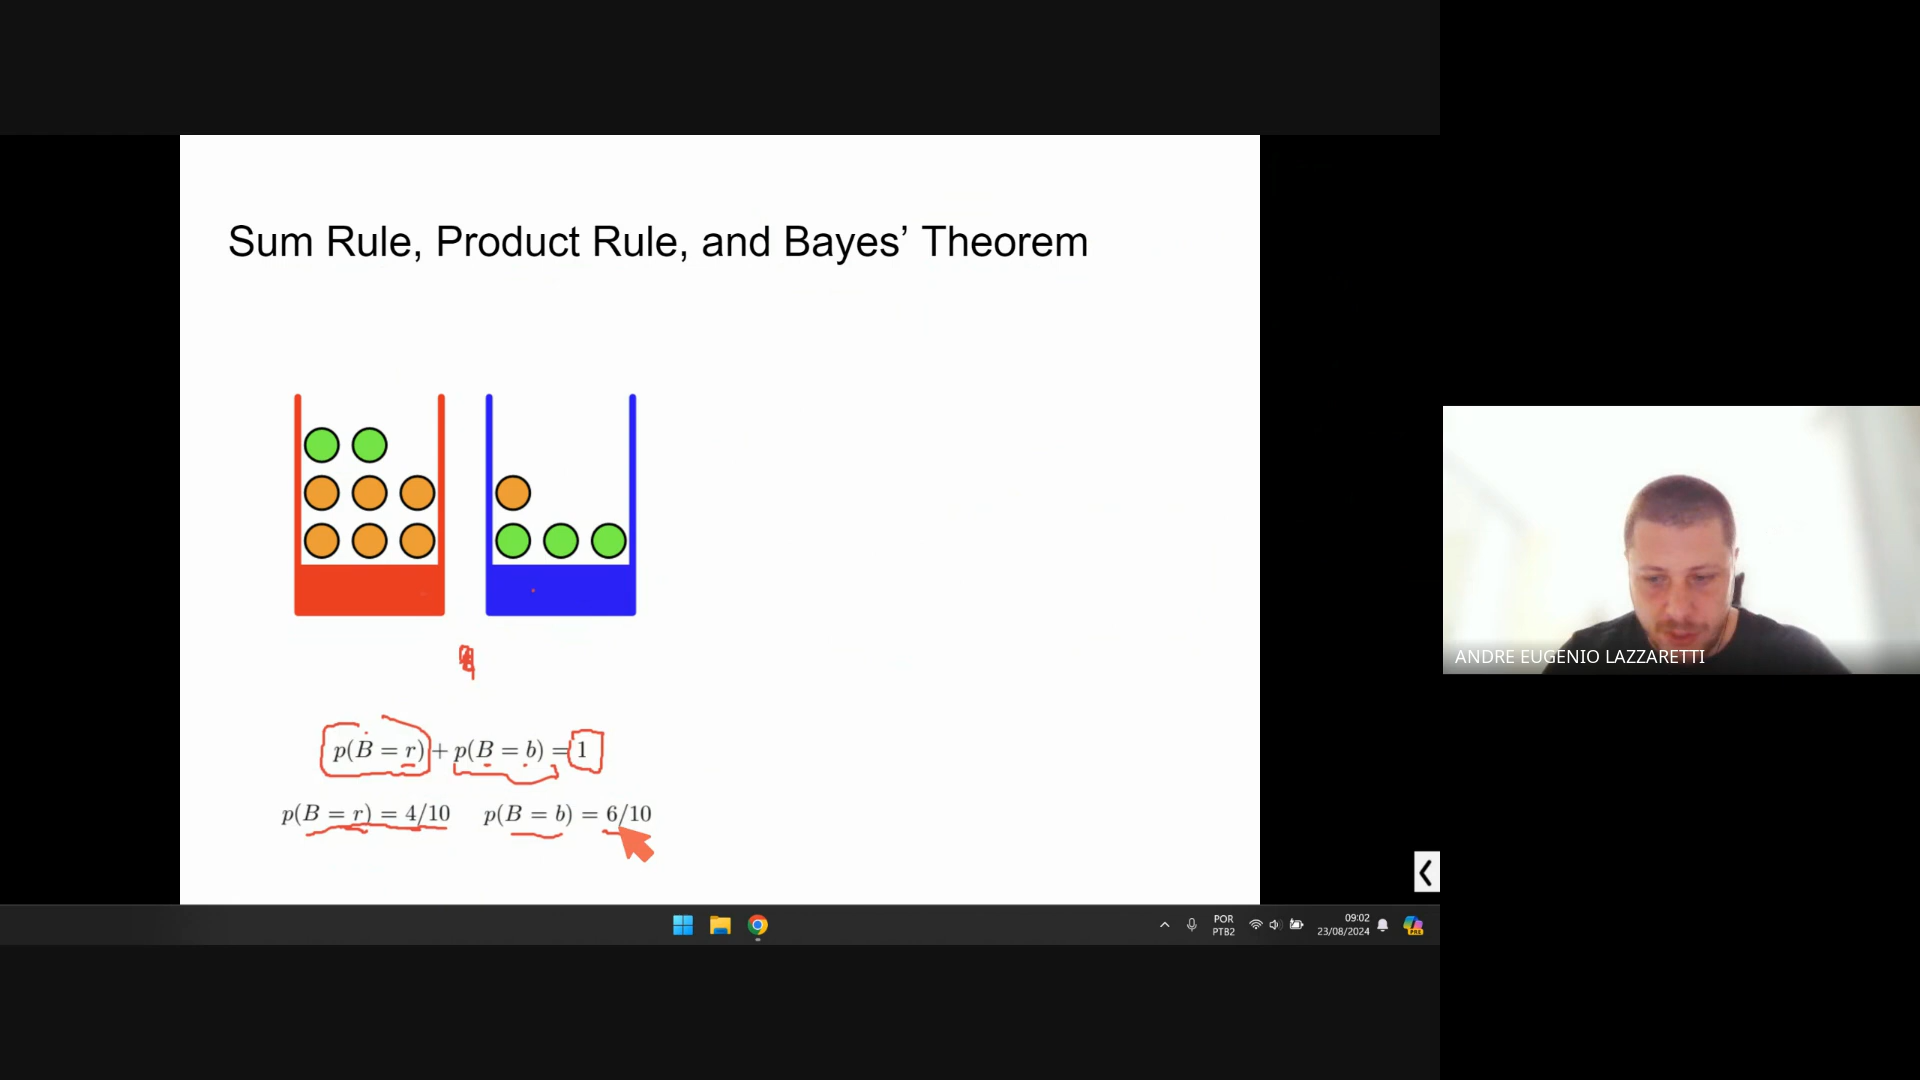 Sum Rule, Product Rule, and Bayes’ Theorem
p(B = r) + p(B = b) = 1
p(B = r) = 4/10 p(B = b) = 6/10
ANDRE EUGENIO LAZZARETTI
POR
PTB2
09:02
23/08/2024
PRE